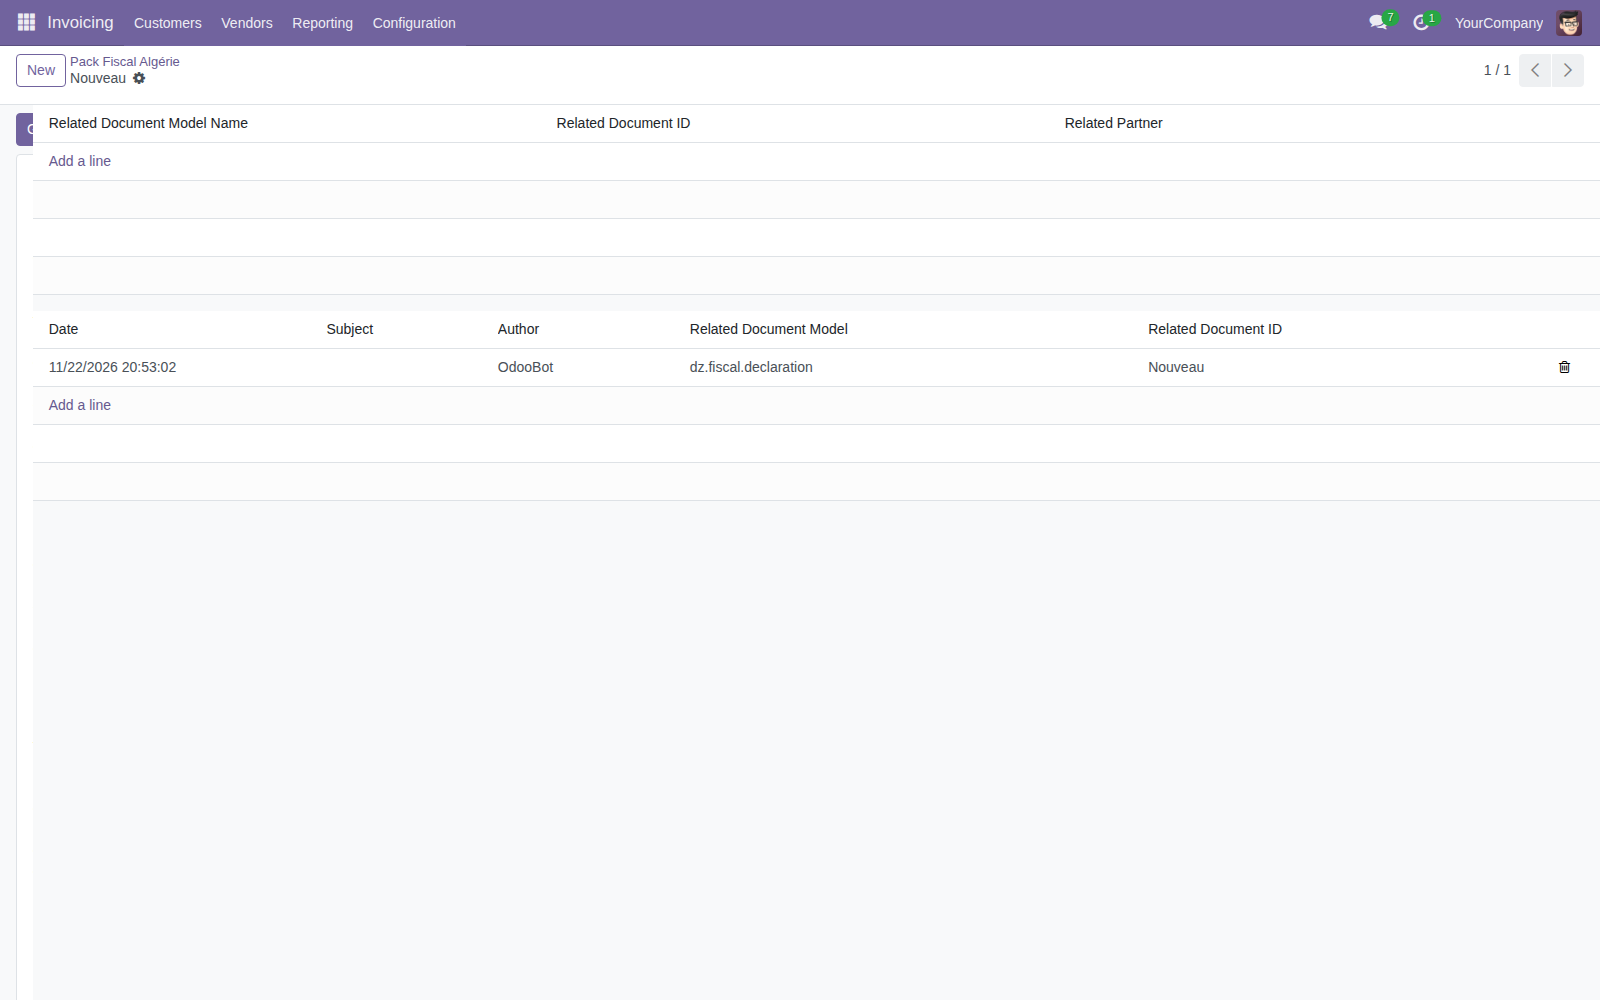 Invoicing Customers Vendors Reporting Configuration 7 1 YourCompany
New Pack Fiscal Algérie
Nouveau
1 / 1
Related Document Model Name Related Document ID Related Partner
Add a line
Date Subject Author Related Document Model Related Document ID
11/22/2026 20:53:02 OdooBot dz.fiscal.declaration Nouveau
Add a line